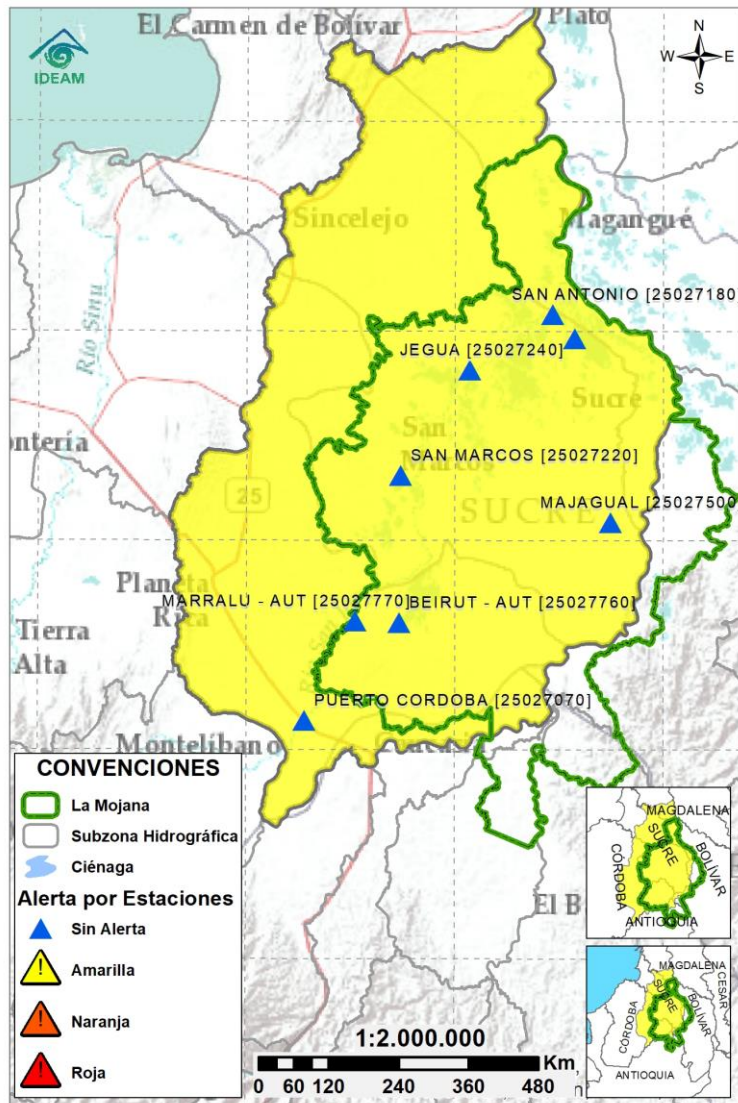 El Carmen de Bolívar
Plato
IDEAM
N
W E
S
Sincelejo
Magangué
Río Sinu
SAN ANTONIO [25027180
JEGUA [25027240]
Sucre
ontería
San
Marcos
SAN MARCOS [25027220]
25
SUCRE
MAJAGUAL [25027500
Planeta
Rica
MARRALU - AUT [25027770]
BEIRUT - AUT [25027760]
Tierra
Alta
PUERTO CORDOBA [25027070]
Montelíbano
CONVENCIONES
La Mojana
Subzona Hidrográfica
Ciénaga
Alerta por Estaciones
Sin Alerta
Amarilla
Naranja
Roja
El B
MAGDALENA
SUCRE
BOLÍVAR
CÓRDOBA
ANTIOQUIA
MAGDALENA
CESAR
SUCRE
BOLÍVAR
CÓRDOBA
ANTIOQUIA
1:2.000.000
Km
0 60 120 240 360 480